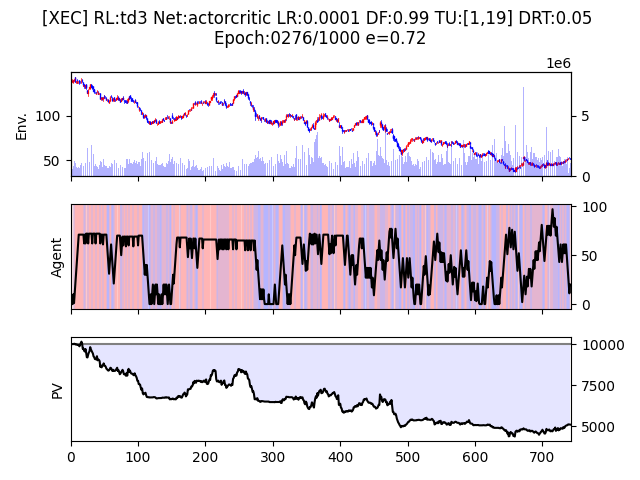 [XEC] RL:td3 Net:actorcritic LR:0.0001 DF:0.99 TU:[1,19] DRT:0.05
Epoch:0276/1000 e=0.72
1e6
Env.
100
50
5
0
Agent
100
50
0
PV
10000
7500
5000
0 100 200 300 400 500 600 700